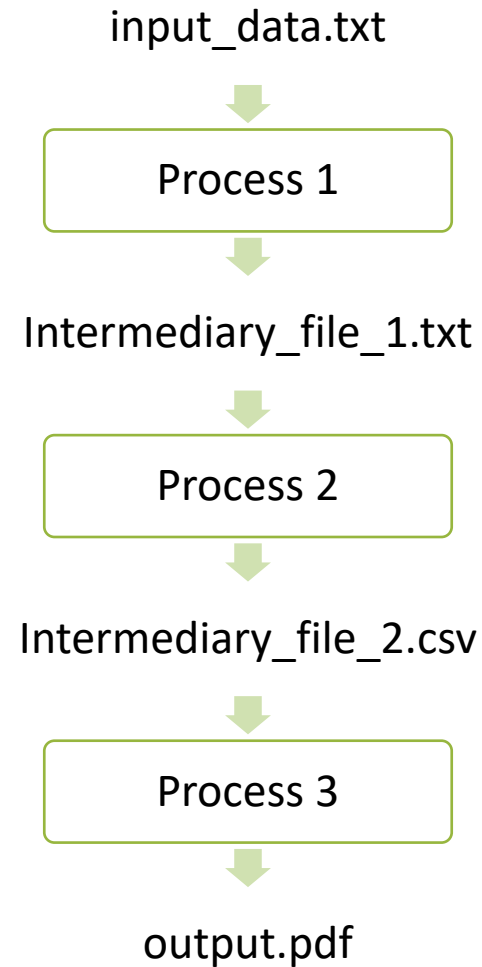 input_data.txt
Process 1
Intermediary_file_1.txt
Process 2
Intermediary_file_2.csv
Process 3
output.pdf